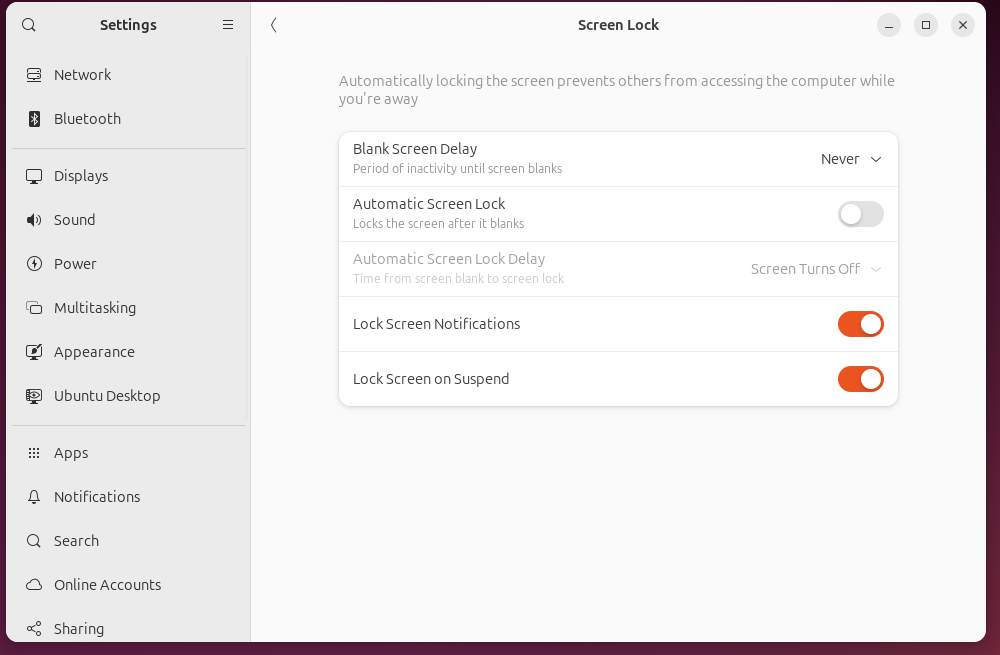 Settings
Network
Bluetooth
Displays
Sound
Power
Multitasking
Appearance
Ubuntu Desktop
Apps
Notifications
Search
Online Accounts
Sharing
Screen Lock
Automatically locking the screen prevents others from accessing the computer while
you're away
Blank Screen Delay
Period of inactivity until screen blanks
Never
Automatic Screen Lock
Locks the screen after it blanks
Automatic Screen Lock Delay
Time from screen blank to screen lock
Screen Turns Off
Lock Screen Notifications
Lock Screen on Suspend